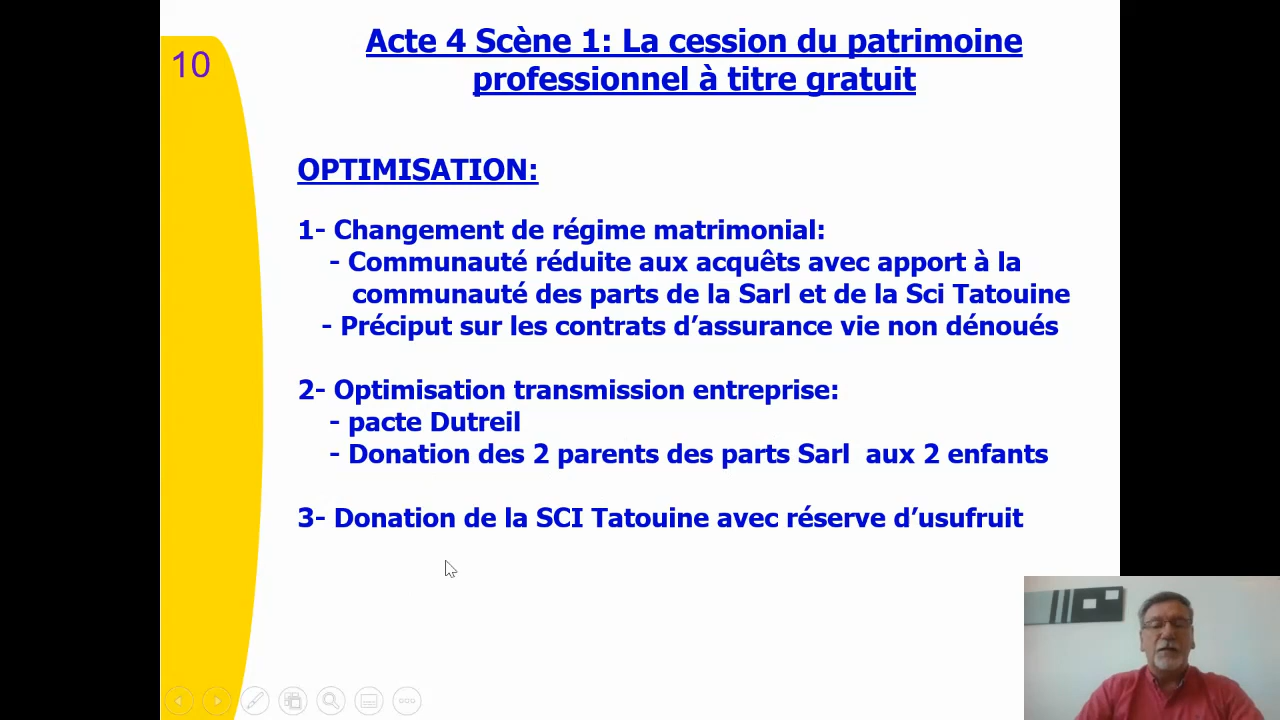 10
Acte 4 Scène 1: La cession du patrimoine
professionnel à titre gratuit
OPTIMISATION:
1- Changement de régime matrimonial:
- Communauté réduite aux acquêts avec apport à la
communauté des parts de la Sarl et de la Sci Tatouine
- Préciput sur les contrats d’assurance vie non dénoués
2- Optimisation transmission entreprise:
- pacte Dutreil
- Donation des 2 parents des parts Sarl  aux 2 enfants
3- Donation de la SCI Tatouine avec réserve d’usufruit